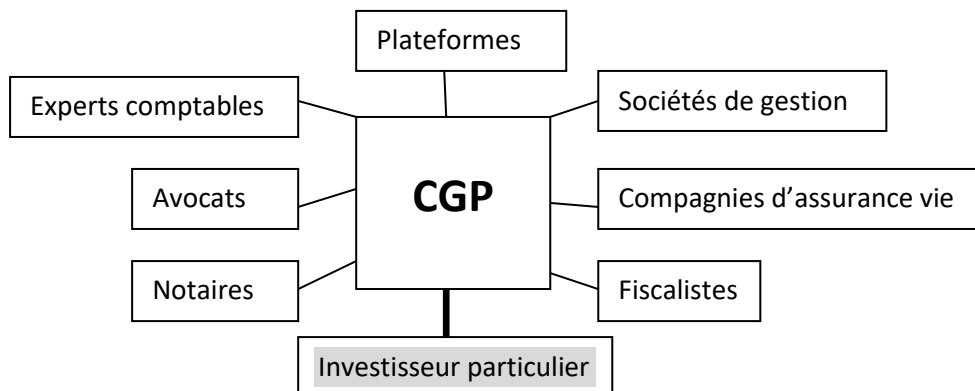 Plateformes
Experts comptables
Sociétés de gestion
Avocats
CGP
Compagnies d’assurance vie
Notaires
Fiscalistes
Investisseur particulier